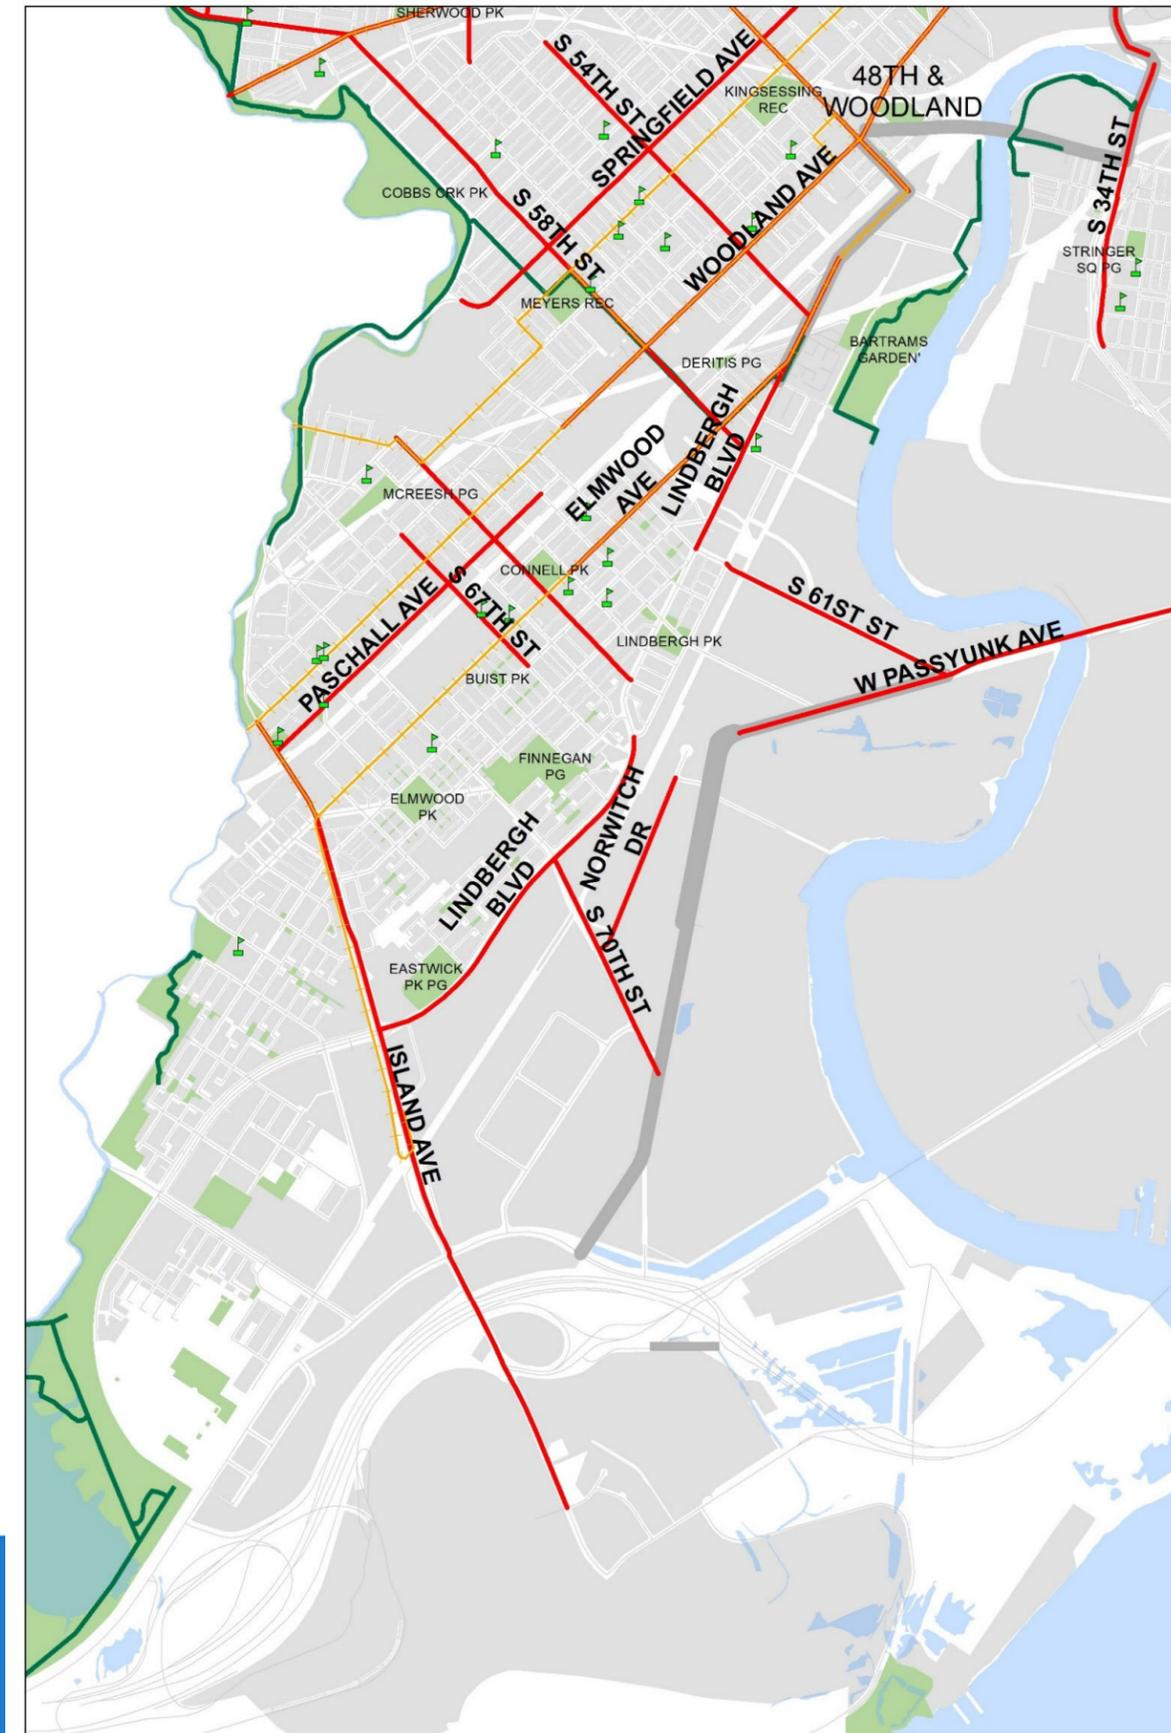 SHERWOOD PK
S 54TH ST
SPRINGFIELD AVE
48TH &
WOODLAND
KINGSESSING
REC
S 34TH ST
COBBS CRK PK
WOODLAND AVE
S 58TH ST
STRINGER
SQ PG
MEYERS REC
BARTRAMS
GARDEN'
DERITIS PG
LINDBERGH
BLVD
ELMWOOD
AVE
MCREESH PG
CONNELL PK
S 67TH ST
S 61ST ST
PASCHALL AVE
LINDBERGH PK
W PASSYUNK AVE
BUIST PK
FINNEGAN
PG
ELMWOOD
PK
NORWITCH
DR
LINDBERGH
BLVD
S 70TH ST
EASTWICK
PK PG
ISLAND AVE